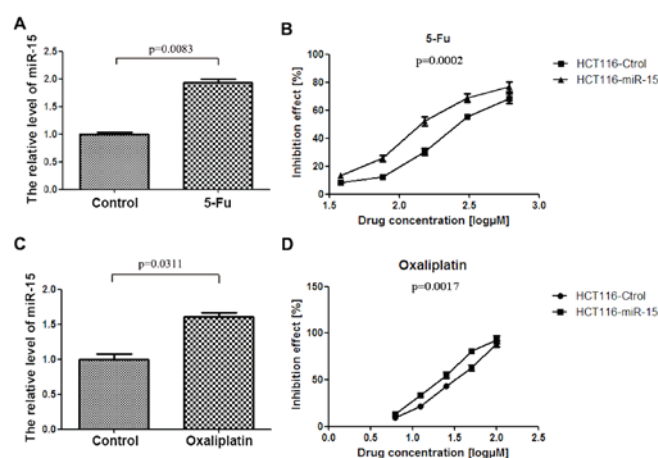 A
p=0.0083
The relative level of miR-15
2.5
2.0
1.5
1.0
0.5
0.0
Control
5-Fu
B
5-Fu
p=0.0002
Inhibition effect [%]
100
80
60
40
20
0
1.5
2.0
2.5
3.0
Drug concentration [logμM]
HCT116-Ctrol
HCT116-miR-15
C
p=0.0311
The relative level of miR-15
2.0
1.5
1.0
0.5
0.0
Control
Oxaliplatin
D
Oxaliplatin
p=0.0017
Inhibition effect [%]
150
100
50
0
0.0
0.5
1.0
1.5
2.0
2.5
Drug concentration [logμM]
HCT116-Ctrol
HCT116-miR-15